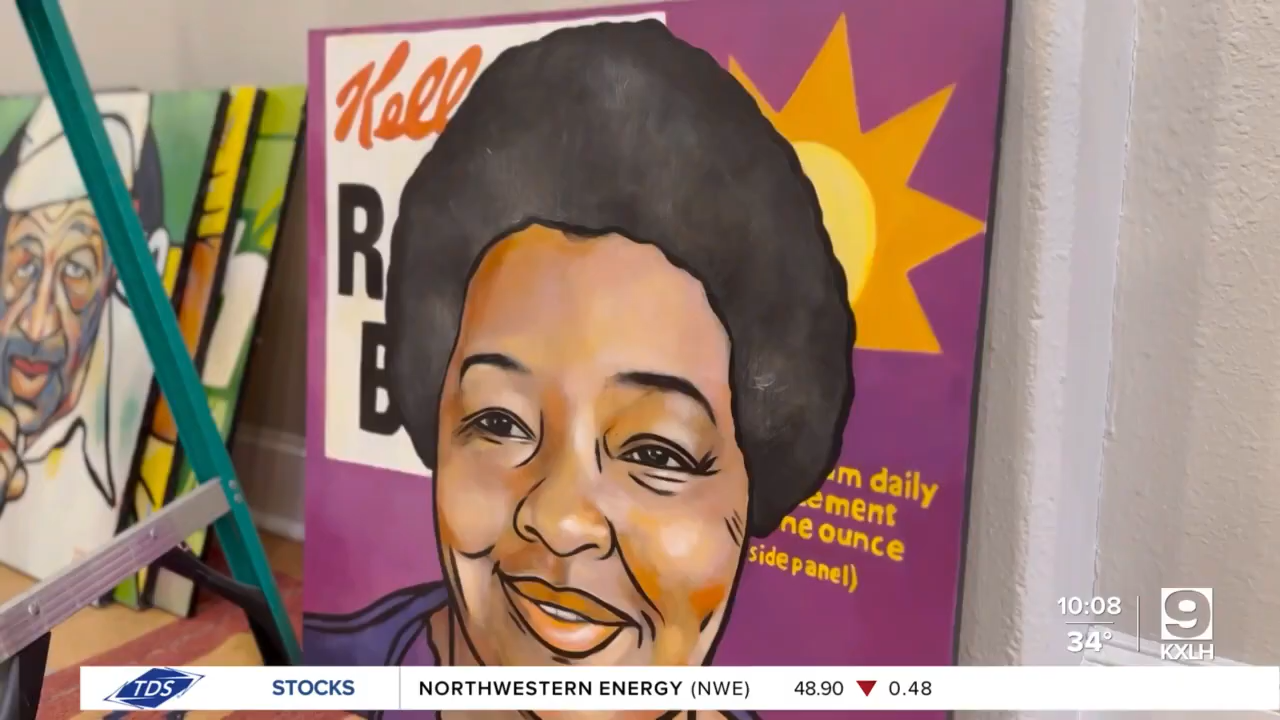 Kell
R
B
um daily
ement
ne ounce
side panel)
10:08
34°
9
KXLH
TDS STOCKS NORTHWESTERN ENERGY (NWE) 48.90 ▼ 0.48